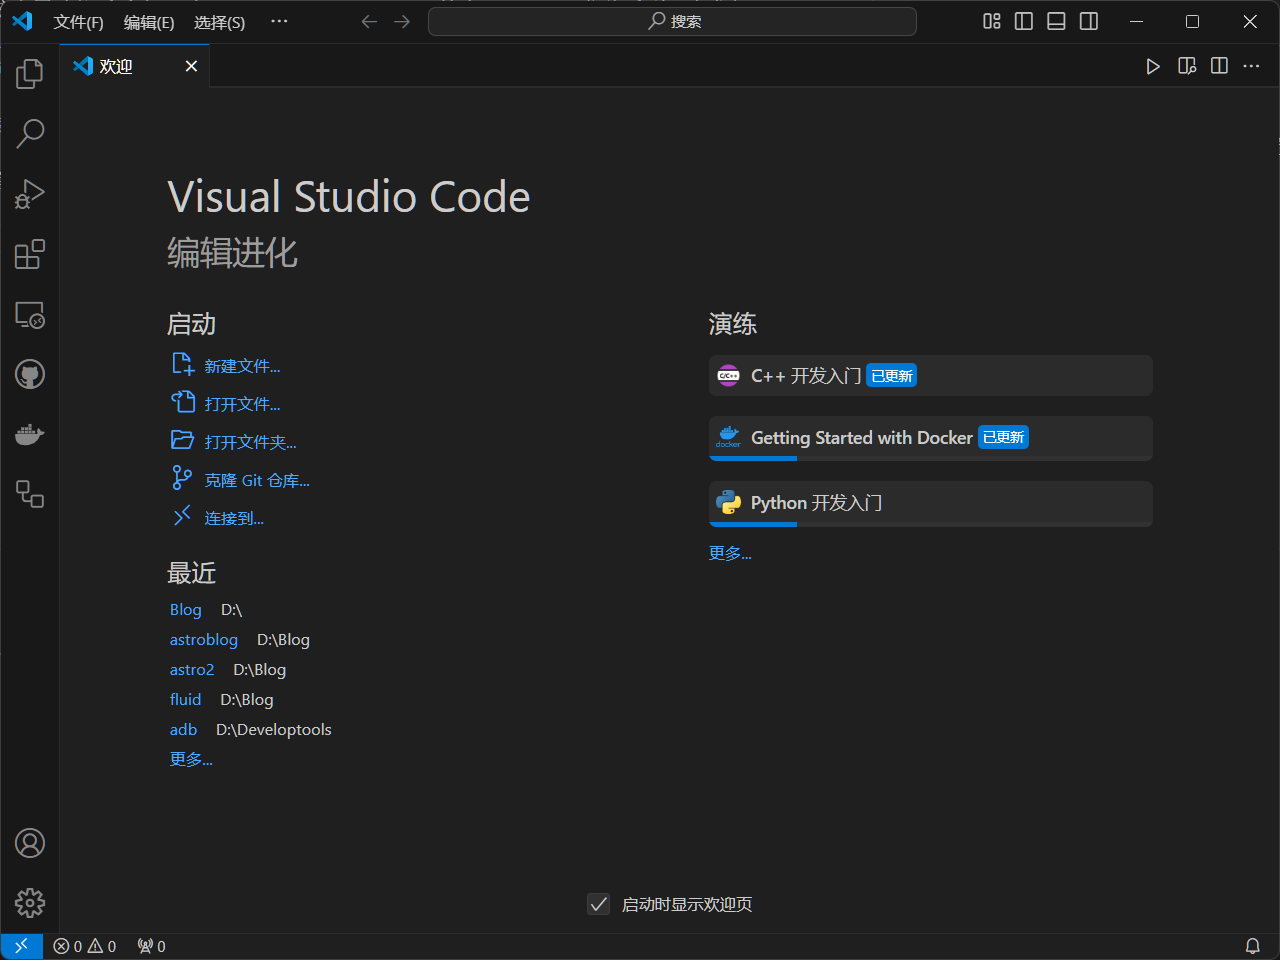 文件(F) 编辑(E) 选择(S) ··· 搜索
欢迎
Visual Studio Code
编辑进化
启动
新建文件...
打开文件...
打开文件夹...
克隆 Git 仓库...
连接到...
最近
Blog D:\
astroblog D:\Blog
astro2 D:\Blog
fluid D:\Blog
adb D:\Developtools
更多...
演练
C/C++ C++ 开发入门 已更新
docker Getting Started with Docker 已更新
Python 开发入门
更多...
启动时显示欢迎页
0 0 0